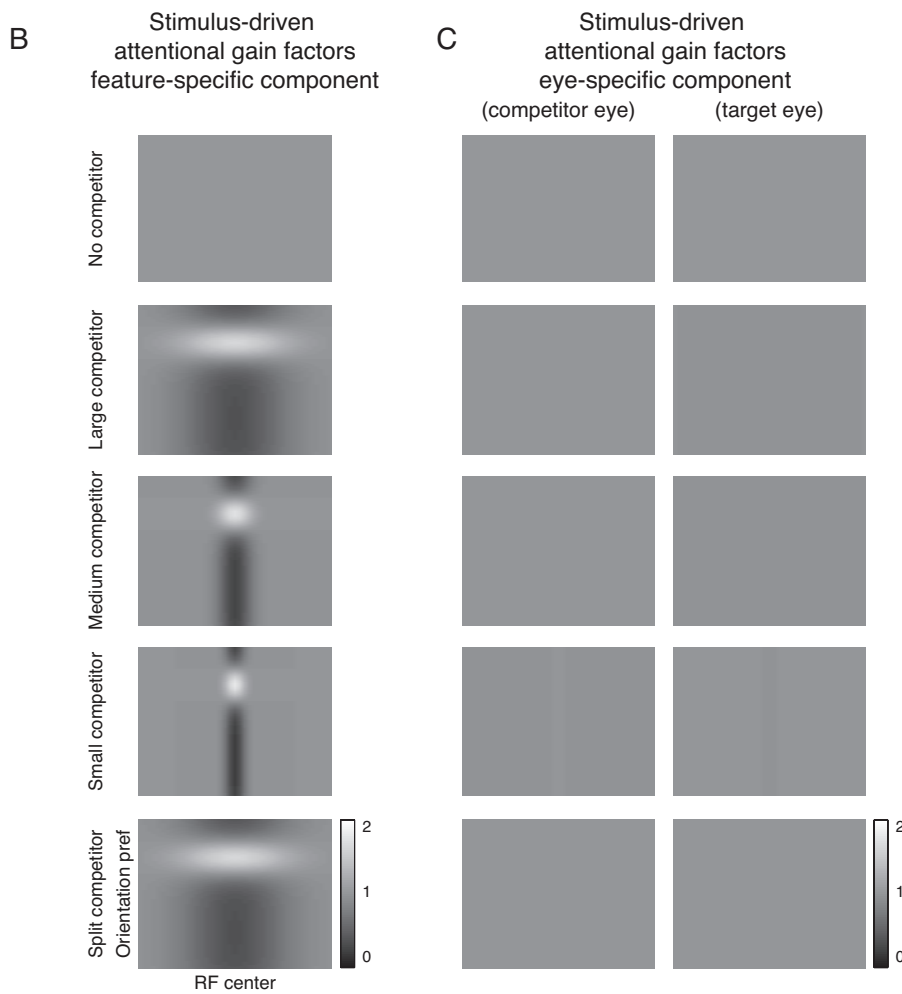 B
Stimulus-driven
attentional gain factors
feature-specific component
C
Stimulus-driven
attentional gain factors
eye-specific component
(competitor eye)
(target eye)
No competitor
Large competitor
Medium competitor
Small competitor
Split competitor
Orientation pref
2
1
0
RF center
2
1
0